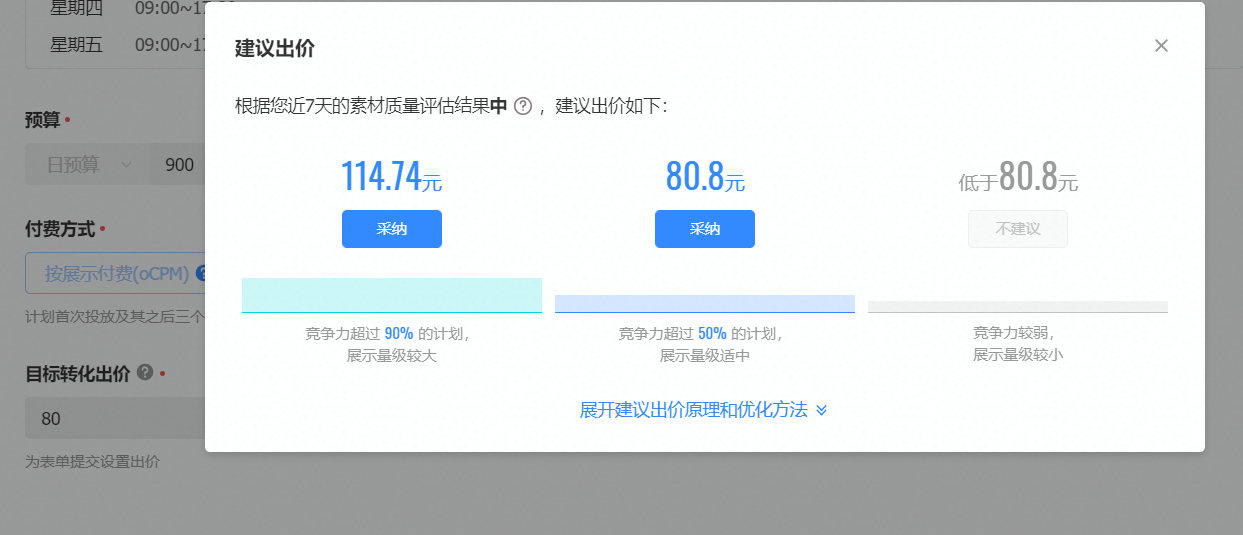 星期四 09:00~17
星期五 09:00~17
建议出价
根据您近7天的素材质量评估结果中 ?，建议出价如下：
预算
日预算 900
114.74元
80.8元
低于80.8元
采纳
采纳
不建议
付费方式
按展示付费(oCPM) ?
计划首次投放及其之后三个
竞争力超过 90% 的计划，
展示量级较大
竞争力超过 50% 的计划，
展示量级适中
竞争力较弱，
展示量级较小
目标转化出价 ?
80
展开建议出价原理和优化方法
为表单提交设置出价